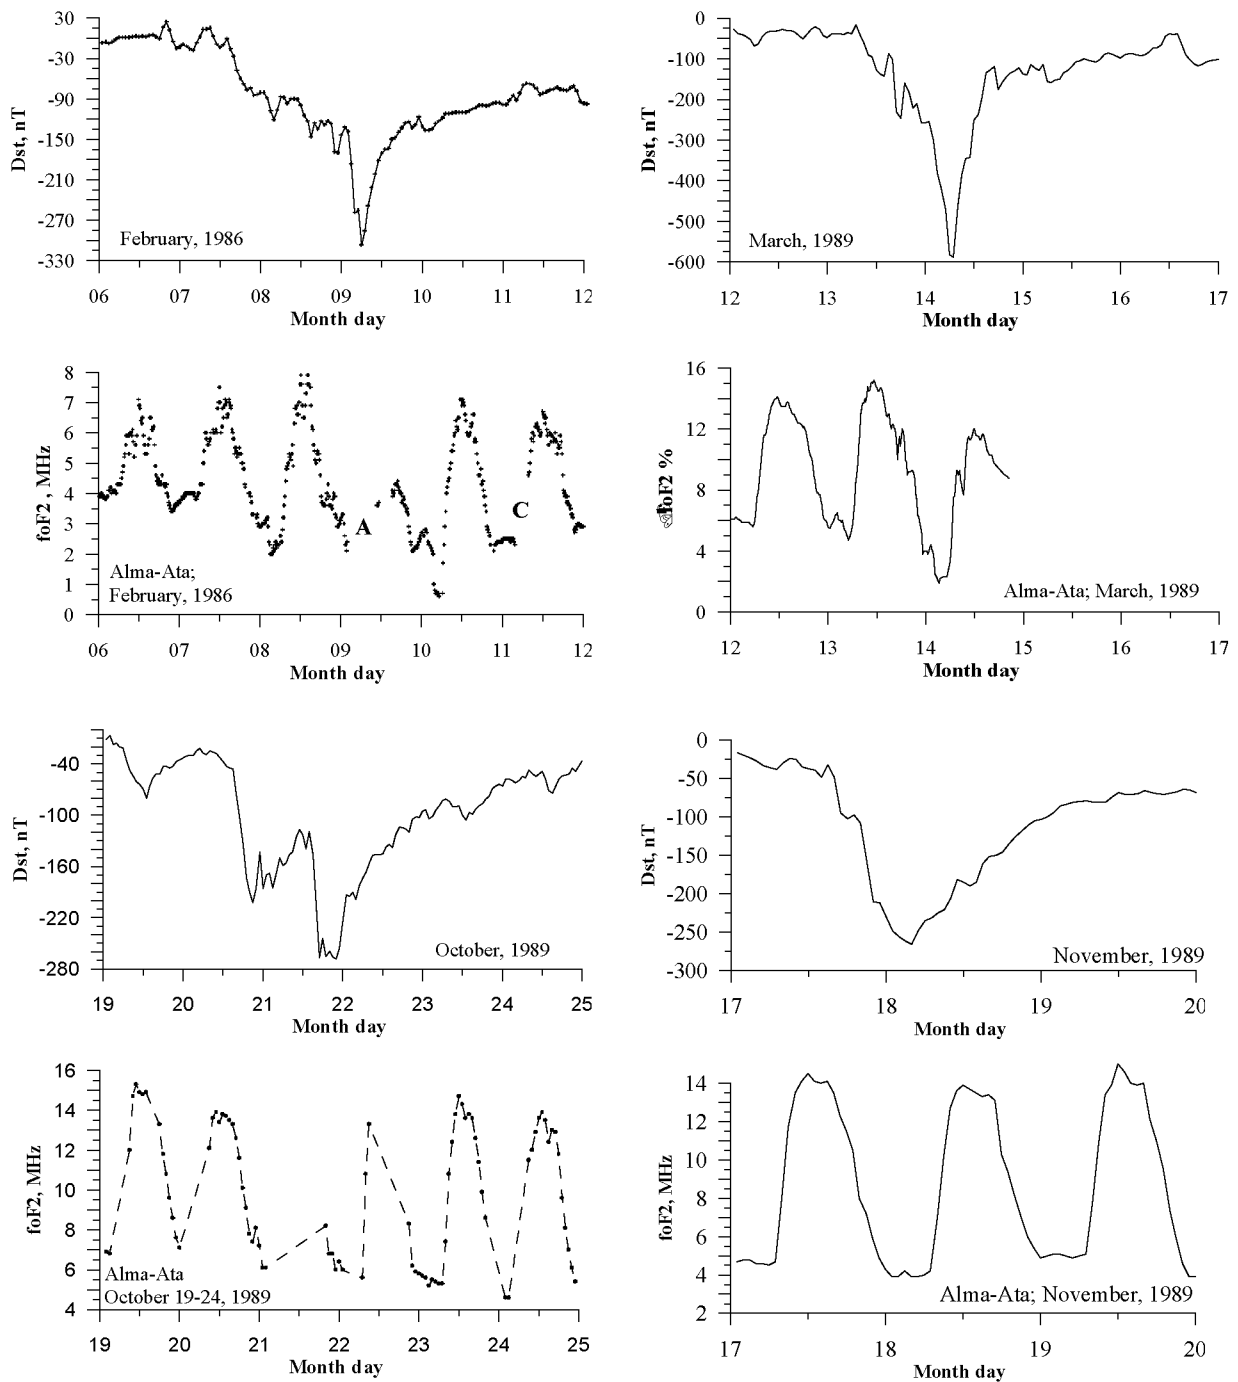 30
-30
-90
-150
-210
-270
-330
Dst, nT
February, 1986
06 07 08 09 10 11 12
Month day
0
-100
-200
-300
-400
-500
-600
Dst, nT
March, 1989
12 13 14 15 16 17
Month day
8
7
6
5
4
3
2
1
0
foF2 , MHz
A
C
Alma-Ata;
February, 1986
06 07 08 09 10 11 12
Month day
16
12
8
4
0
foF2 %
Alma-Ata; March, 1989
12 13 14 15 16 17
Month day
-40
-100
-160
-220
-280
Dst, nT
October, 1989
19 20 21 22 23 24 25
Month day
0
-50
-100
-150
-200
-250
-300
Dst, nT
November, 1989
17 18 19 20
Month day
16
14
12
10
8
6
4
foF2, MHz
Alma-Ata
October 19-24, 1989
19 20 21 22 23 24 25
Month day
14
12
10
8
6
4
2
foF2, MHz
Alma-Ata; November, 1989
17 18 19 20
Month day